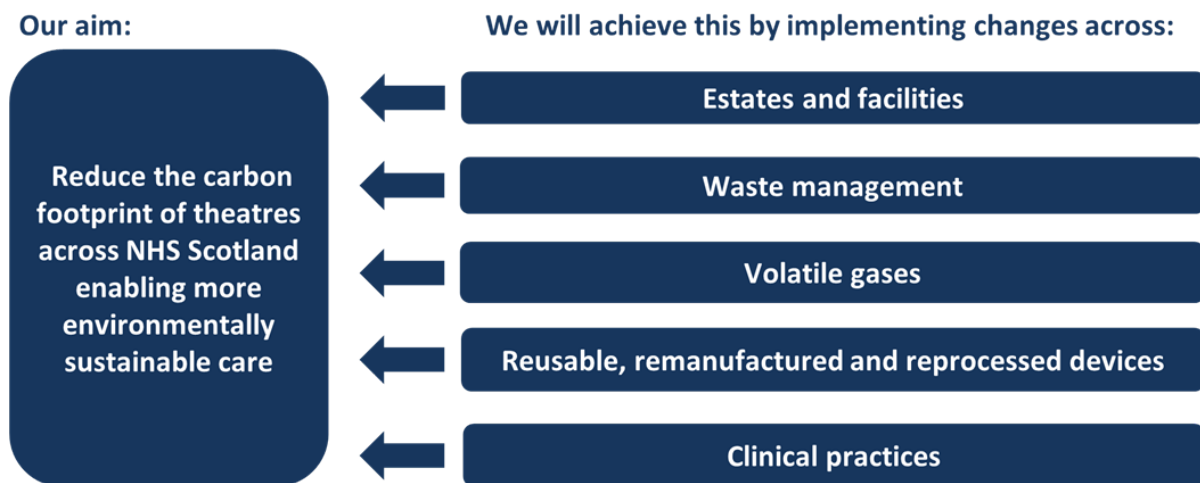 Our aim:
We will achieve this by implementing changes across:
Reduce the carbon
footprint of theatres
across NHS Scotland
enabling more
environmentally
sustainable care
Estates and facilities
Waste management
Volatile gases
Reusable, remanufactured and reprocessed devices
Clinical practices